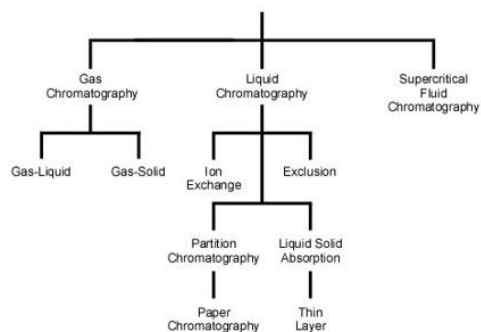 Gas
Chromatography
Liquid
Chromatography
Supercritical
Fluid
Chromatography
Gas-Liquid
Gas-Solid
Ion
Exchange
Exclusion
Partition
Chromatography
Liquid Solid
Absorption
Paper
Chromatography
Thin
Layer